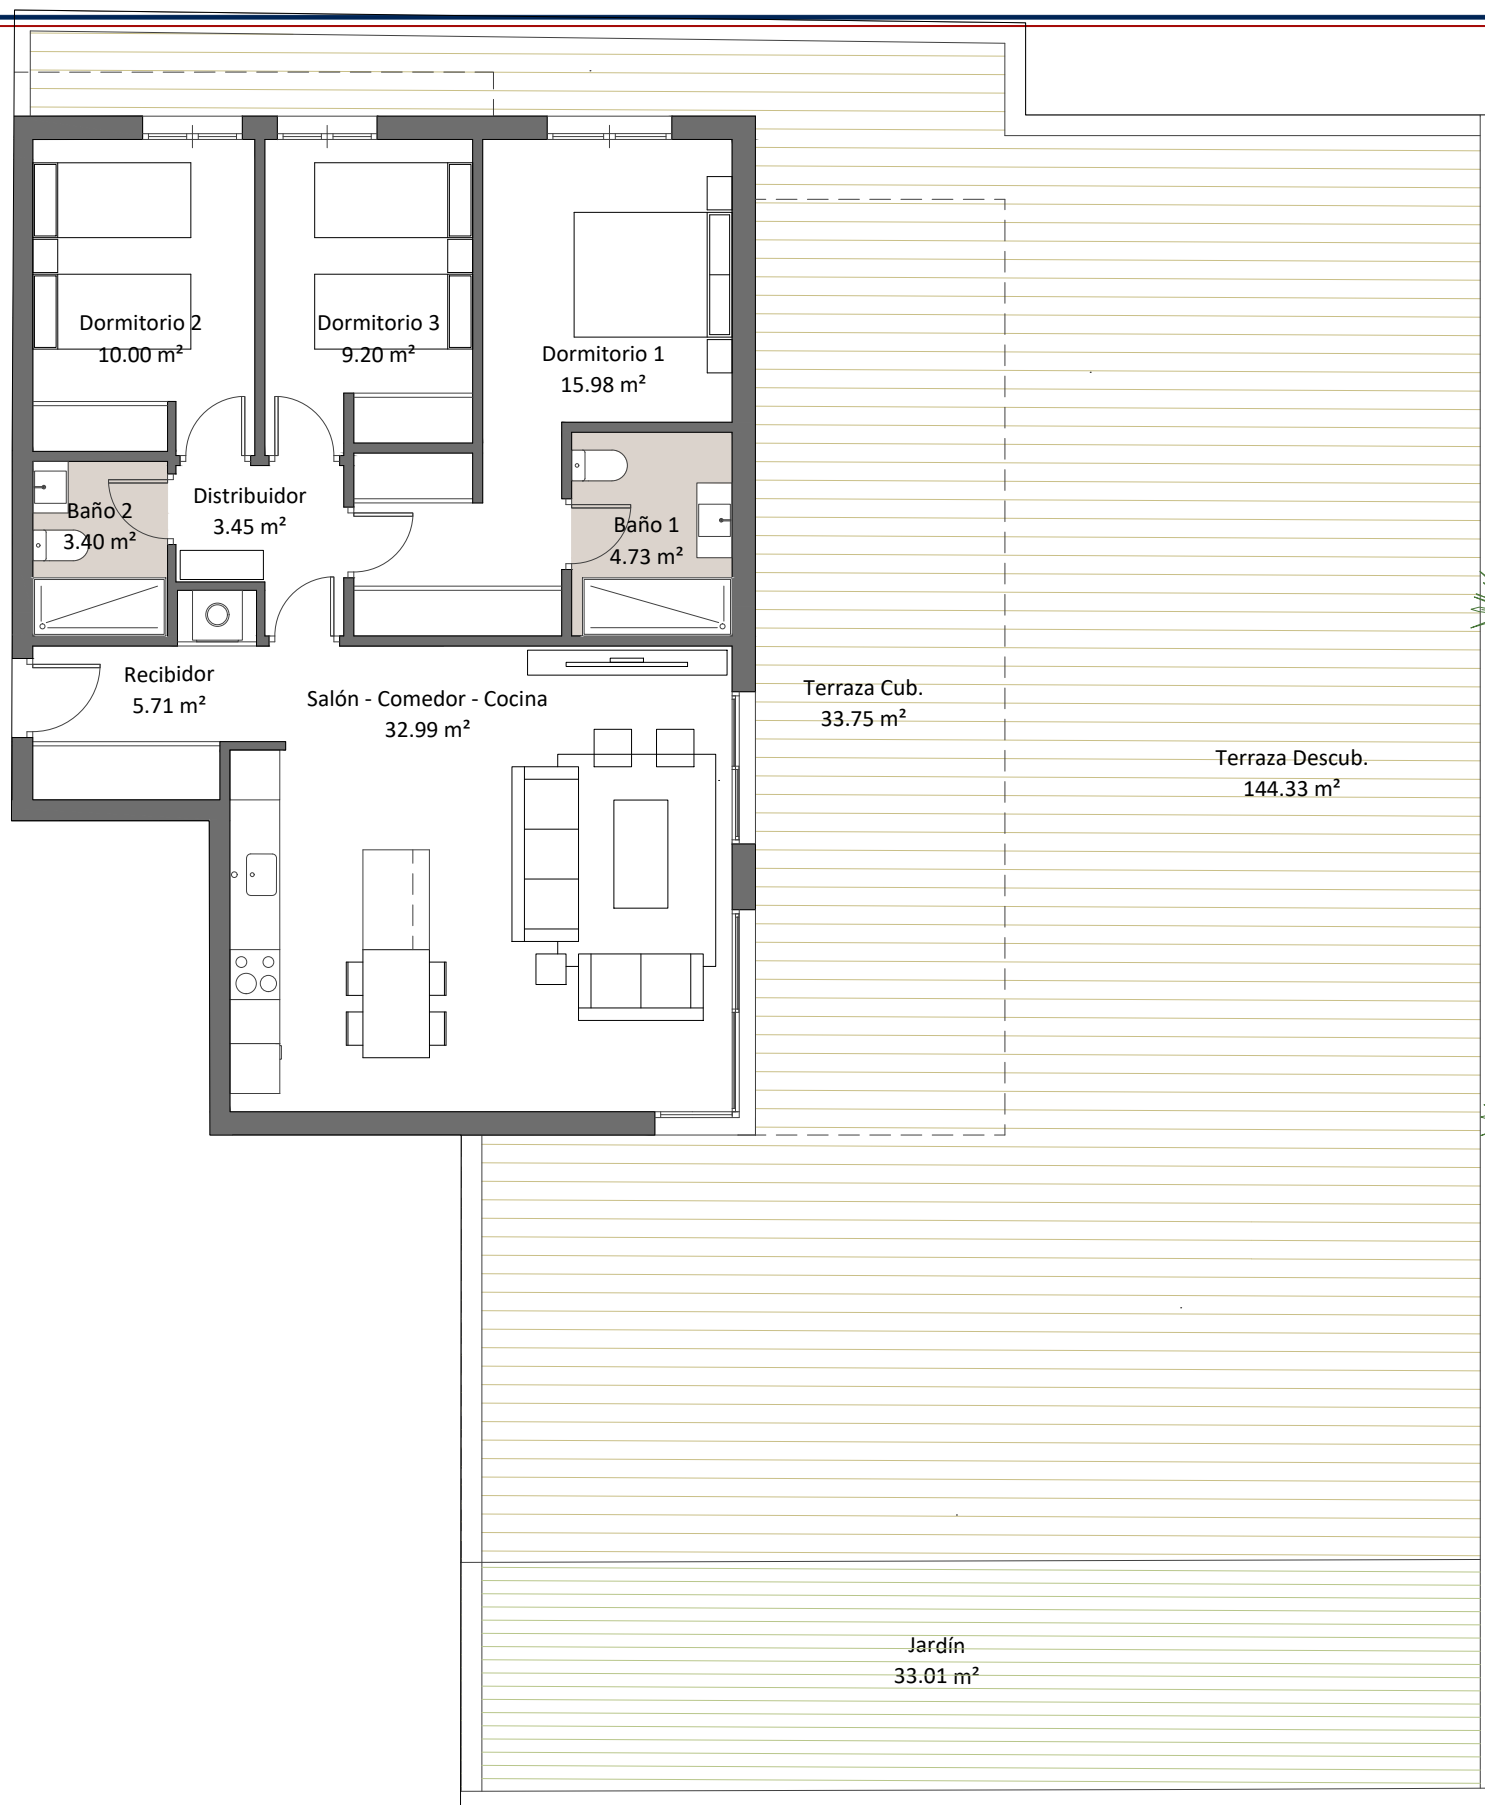 Dormitorio 2
10.00 m²
Dormitorio 3
9.20 m²
Dormitorio 1
15.98 m²
Distribuidor
3.45 m²
Baño 2
3.40 m²
Baño 1
4.73 m²
Recibidor
5.71 m²
Salón - Comedor - Cocina
32.99 m²
Terraza Cub.
33.75 m²
Terraza Descub.
144.33 m²
Jardín
33.01 m²